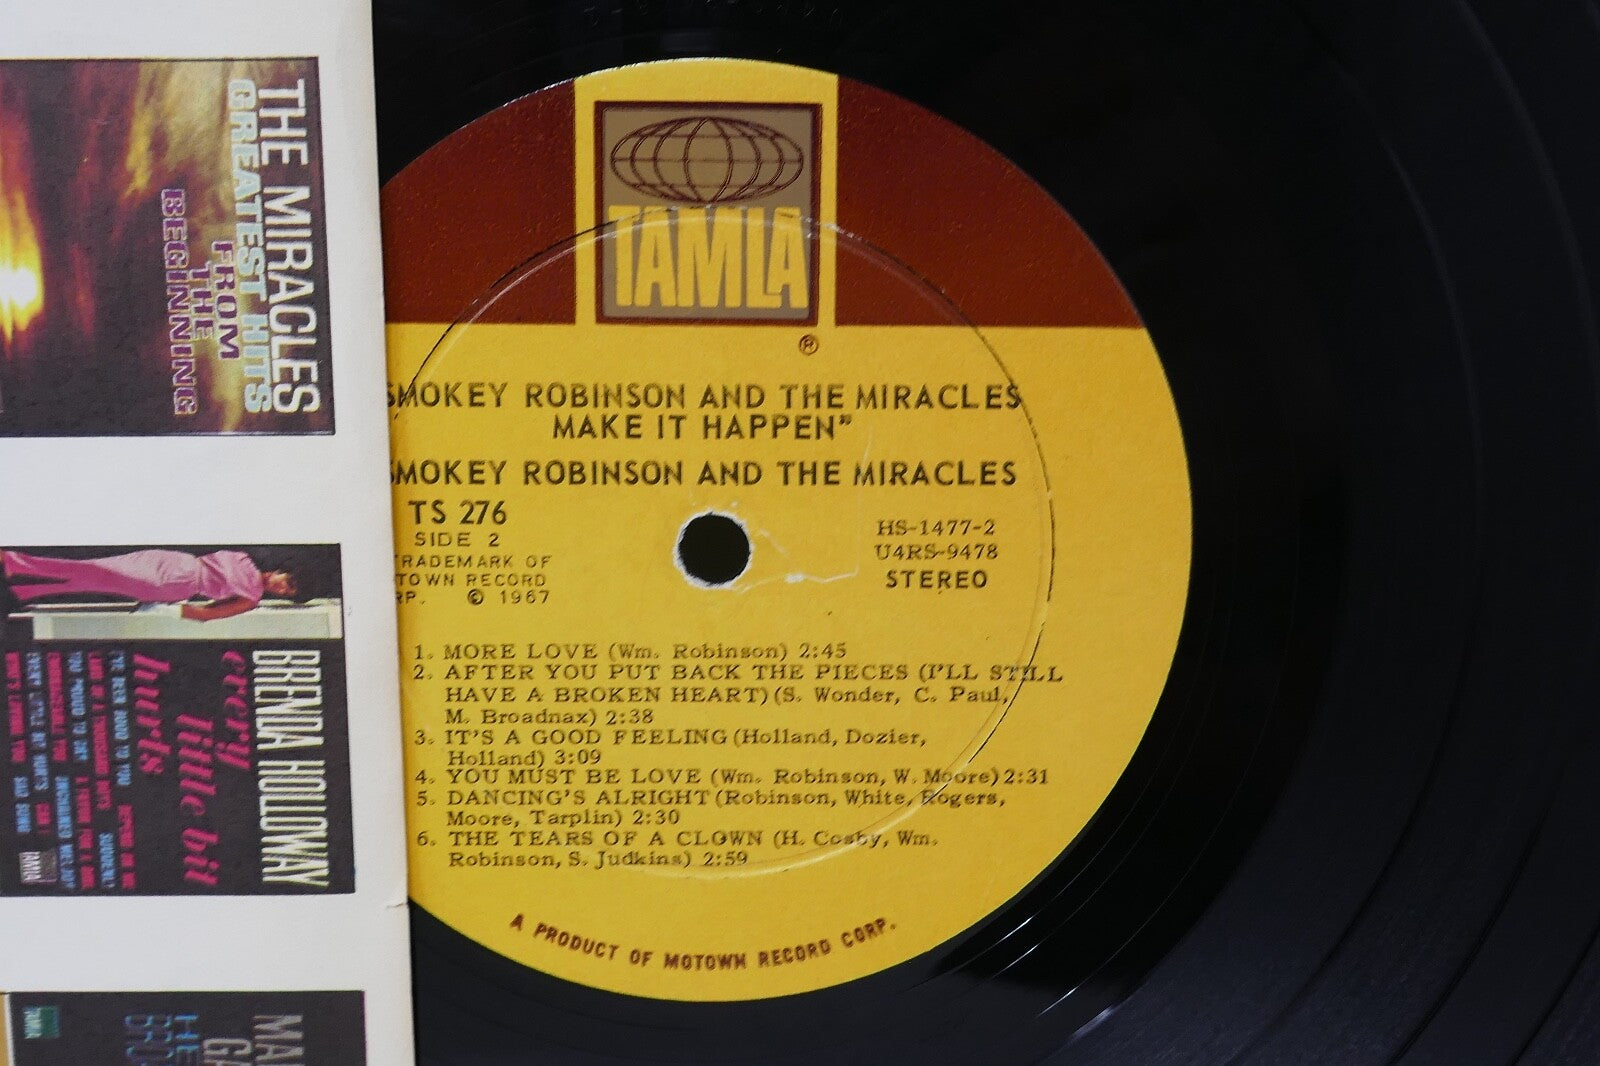 THE MIRACLES
GREATEST HITS
FROM
THE
BEGINNING
BRENDA HOLLOWAY
every
little bit
hurts
TAMLA
TAMLA
®
SMOKEY ROBINSON AND THE MIRACLES
MAKE IT HAPPEN"
SMOKEY ROBINSON AND THE MIRACLES
TS 276
SIDE 2
TRADEMARK OF
TOWN RECORD
RP. © 1967
HS-1477-2
U4RS-9478
STEREO
1. MORE LOVE (Wm. Robinson) 2:45
2. AFTER YOU PUT BACK THE PIECES (I'LL STILL
HAVE A BROKEN HEART) (S. Wonder, C. Paul,
M. Broadnax) 2:38
3. IT'S A GOOD FEELING (Holland, Dozier,
Holland) 3:09
4. YOU MUST BE LOVE (Wm. Robinson, W. Moore) 2:31
5. DANCING'S ALRIGHT (Robinson, White, Rogers,
Moore, Tarplin) 2:30
6. THE TEARS OF A CLOWN (H. Cosby, Wm.
Robinson, S. Judkins) 2:59
A PRODUCT OF MOTOWN RECORD CORP.